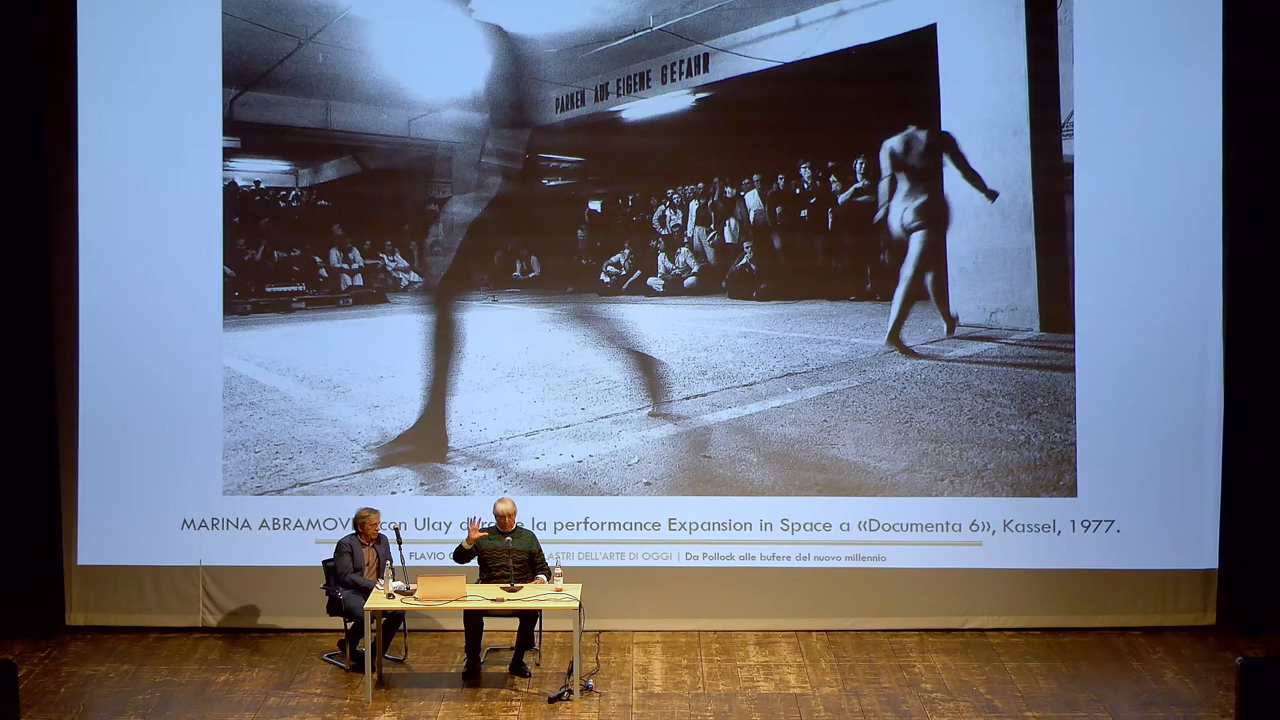 PARKEN AUF EIGENE GEFAHR
MARINA ABRAMOVI con Ulay durante la performance Expansion in Space a «Documenta 6», Kassel, 1977.
FLAVIO ASTRI DELL'ARTE DI OGGI | Da Pollock alle bufere del nuovo millennio